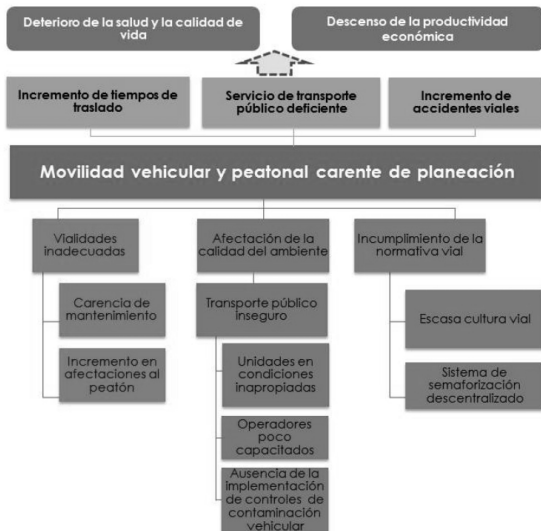 Deterioro de la salud y la calidad de
vida
Descenso de la productividad
económica
Incremento de tiempos de
traslado
Servicio de transporte
público deficiente
Incremento de
accidentes viales
Movilidad vehicular y peatonal carente de planeación
Vialidades
inadecuadas
Carencia de
mantenimiento
Incremento en
afectaciones al
peatón
Afectación de la
calidad del ambiente
Transporte público
inseguro
Unidades en
condiciones
inapropiadas
Operadores
poco
capacitados
Ausencia de la
implementación
de controles de
contaminación
vehicular
Incumplimiento de la
normativa vial
Escasa cultura vial
Sistema de
semaforización
descentralizado